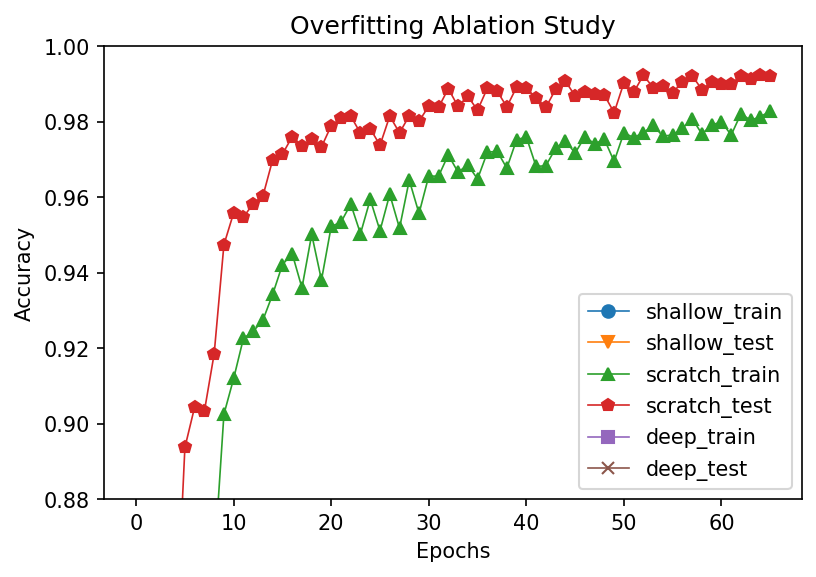 Overfitting Ablation Study
1.00
0.98
0.96
0.94
0.92
0.90
0.88
Accuracy
shallow_train
shallow_test
scratch_train
scratch_test
deep_train
deep_test
0 10 20 30 40 50 60
Epochs